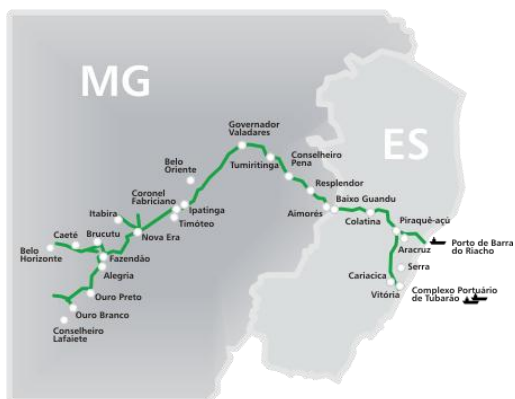 MG
ES
Governador
Valadares
Belo
Oriente
Tumiritinga
Conselheiro
Pena
Coronel
Fabriciano
Resplendor
Ipatinga
Timóteo
Aimorés
Baixo Guandu
Colatina
Piraquê-açú
Itabira
Nova Era
Caeté
Brucutu
Belo
Horizonte
Fazendão
Alegria
Aracruz
Porto de Barra
do Riacho
Serra
Cariacica
Vitória
Complexo Portuário
de Tubarão
Ouro Preto
Ouro Branco
Conselheiro
Lafaiete